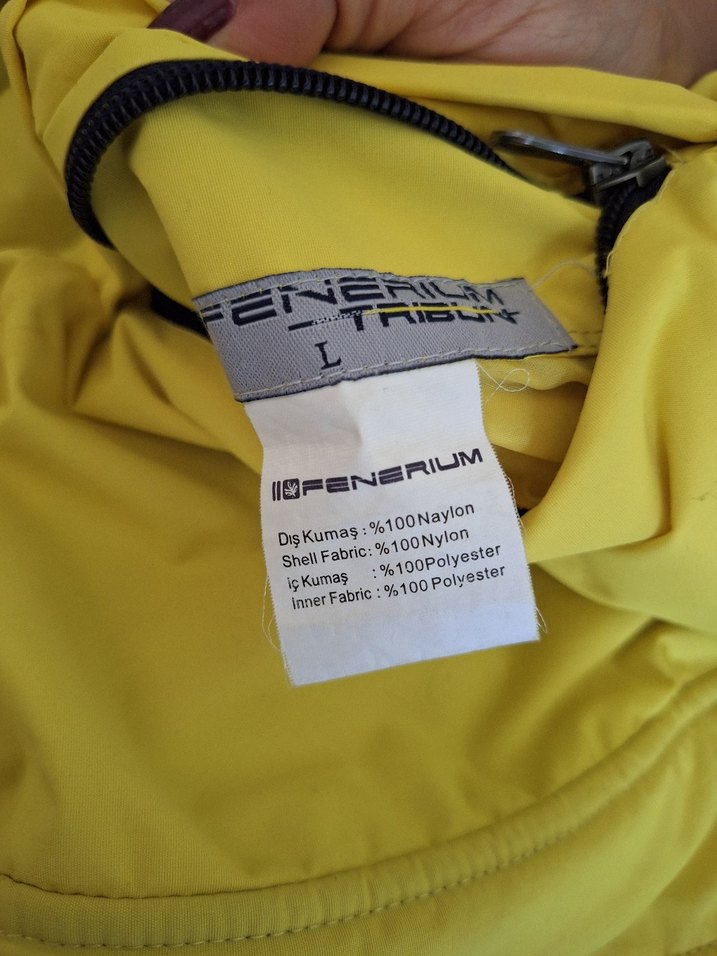 FENERIUM
TRIBUN
L
FENERIUM
Dış Kumaş : %100 Naylon
Shell Fabric : %100 Nylon
iç Kumaş : %100 Polyester
inner Fabric : %100 Polyester